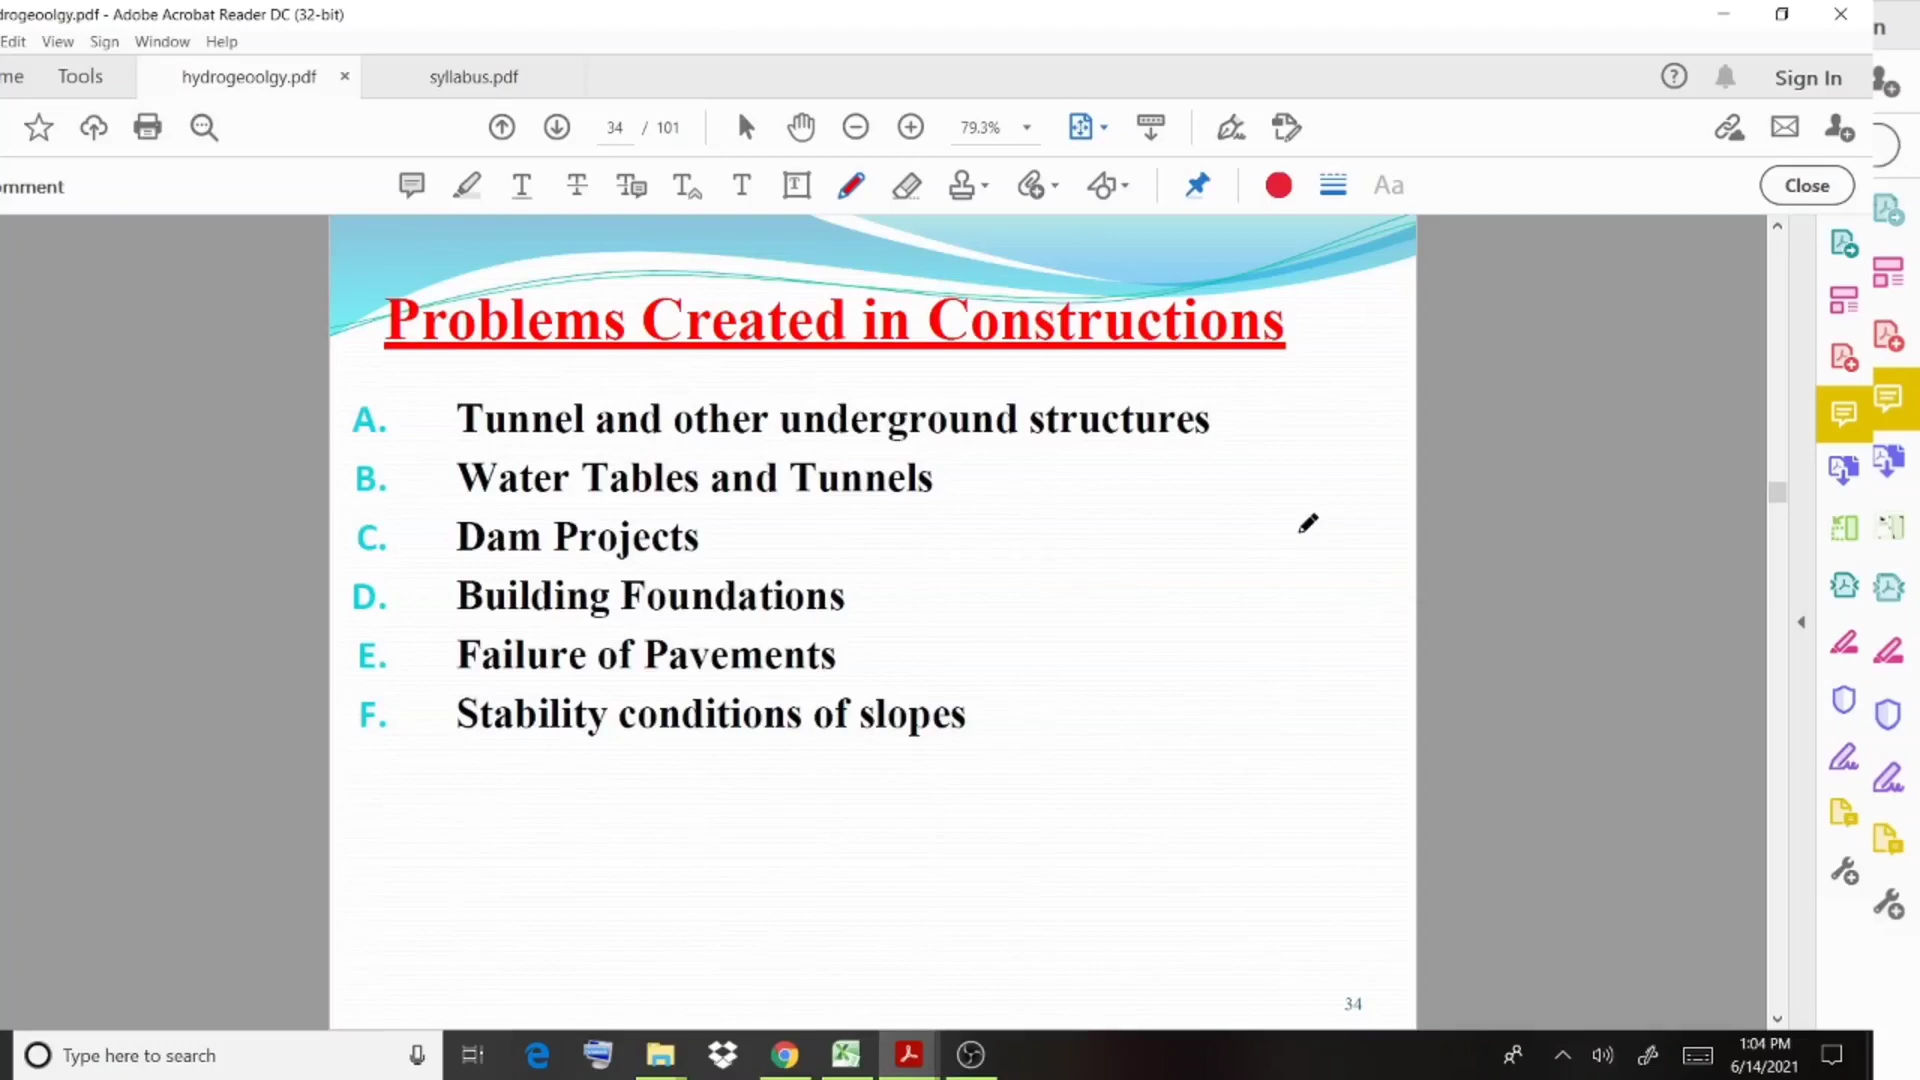 drogeoolgy.pdf - Adobe Acrobat Reader DC (32-bit)
Edit View Sign Window Help
me Tools hydrogeoolgy.pdf × syllabus.pdf Sign In
34 / 101 79.3%
omment Aa Close
Problems Created in Constructions
A. Tunnel and other underground structures
B. Water Tables and Tunnels
C. Dam Projects
D. Building Foundations
E. Failure of Pavements
F. Stability conditions of slopes
34
Type here to search
1:04 PM
6/14/2021